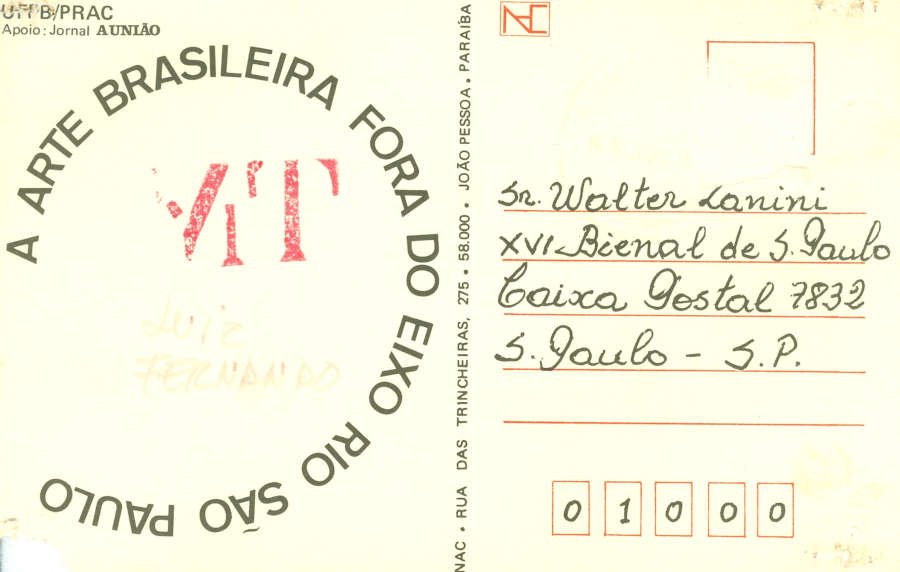 UFPB/PRAC
Apoio: Jornal A UNIÃO
A ARTE BRASILEIRA FORA DO EIXO RIO SÃO PAULO
LUIZ
FERNANDO
NAC • RUA DAS TRINCHEIRAS, 275 • 58.000 • JOÃO PESSOA • PARAÍBA
Sr. Walter Zanini
XVI Bienal de S. Paulo
Caixa Postal 7832
S. Paulo - S.P.
0 1 0 0 0